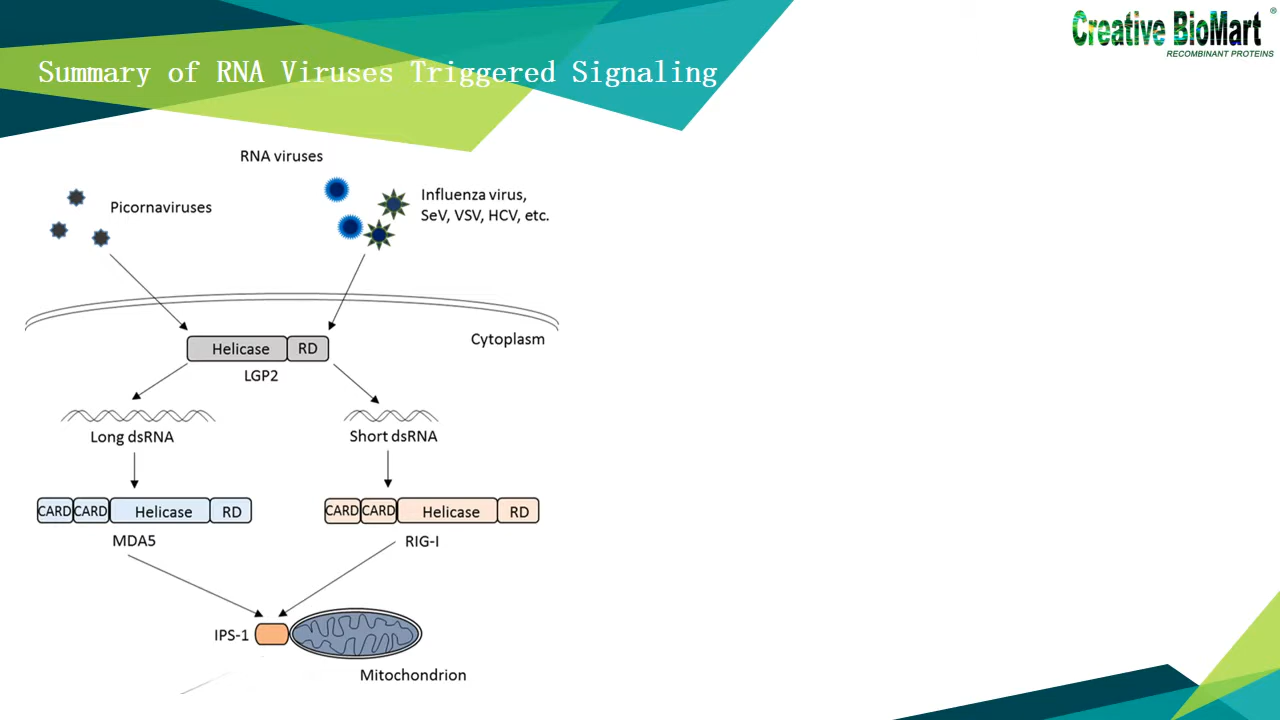 Creative BioMart®
RECOMBINANT PROTEINS
Summary of RNA Viruses Triggered Signaling
RNA viruses
Picornaviruses
Influenza virus,
SeV, VSV, HCV, etc.
Cytoplasm
Helicase RD
LGP2
Long dsRNA
Short dsRNA
CARD CARD Helicase RD
MDA5
CARD CARD Helicase RD
RIG-I
IPS-1
Mitochondrion